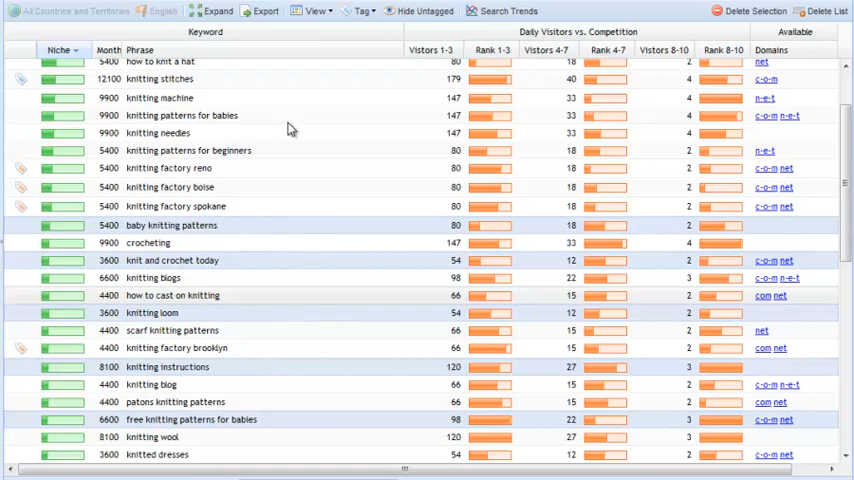 All Countries and Territories English Expand Export View Tag Hide Untagged Search Trends Delete Selection Delete List
Keyword Daily Visitors vs. Competition Available
Niche Month Phrase Vistors 1-3 Rank 1-3 Vistors 4-7 Rank 4-7 Vistors 8-10 Rank 8-10 Domains
5400 how to knit a hat 80 18 2 net
12100 knitting stitches 179 40 4 c-o-m
9900 knitting machine 147 33 4 n-e-t
9900 knitting patterns for babies 147 33 4 c-o-m n-e-t
9900 knitting needles 147 33 4
5400 knitting patterns for beginners 80 18 2 n-e-t
5400 knitting factory reno 80 18 2 c-o-m net
5400 knitting factory boise 80 18 2 c-o-m net
5400 knitting factory spokane 80 18 2 c-o-m net
5400 baby knitting patterns 80 18 2
9900 crocheting 147 33 4
3600 knit and crochet today 54 12 2 c-o-m net
6600 knitting blogs 98 22 3 c-o-m n-e-t
4400 how to cast on knitting 66 15 2 com net
3600 knitting loom 54 12 2
4400 scarf knitting patterns 66 15 2 net
4400 knitting factory brooklyn 66 15 2 com net
8100 knitting instructions 120 27 3
4400 knitting blog 66 15 2 c-o-m n-e-t
4400 patons knitting patterns 66 15 2 com net
6600 free knitting patterns for babies 98 22 3 c-o-m net
8100 knitting wool 120 27 3
3600 knitted dresses 54 12 2 c-o-m net